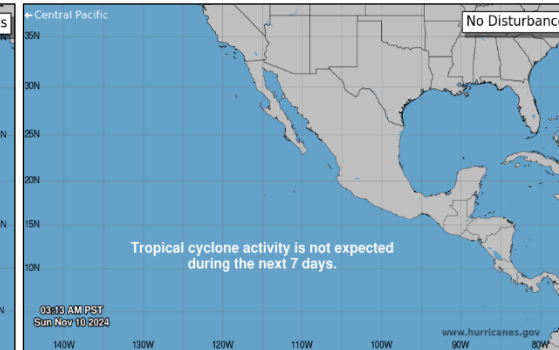 ← Central Pacific
No Disturbance
35N
30N
25N
20N
15N
Tropical cyclone activity is not expected
during the next 7 days.
10N
03:13 AM PST
Sun Nov 10 2024
www.hurricanes.gov
140W 130W 120W 110W 100W 90W 80W